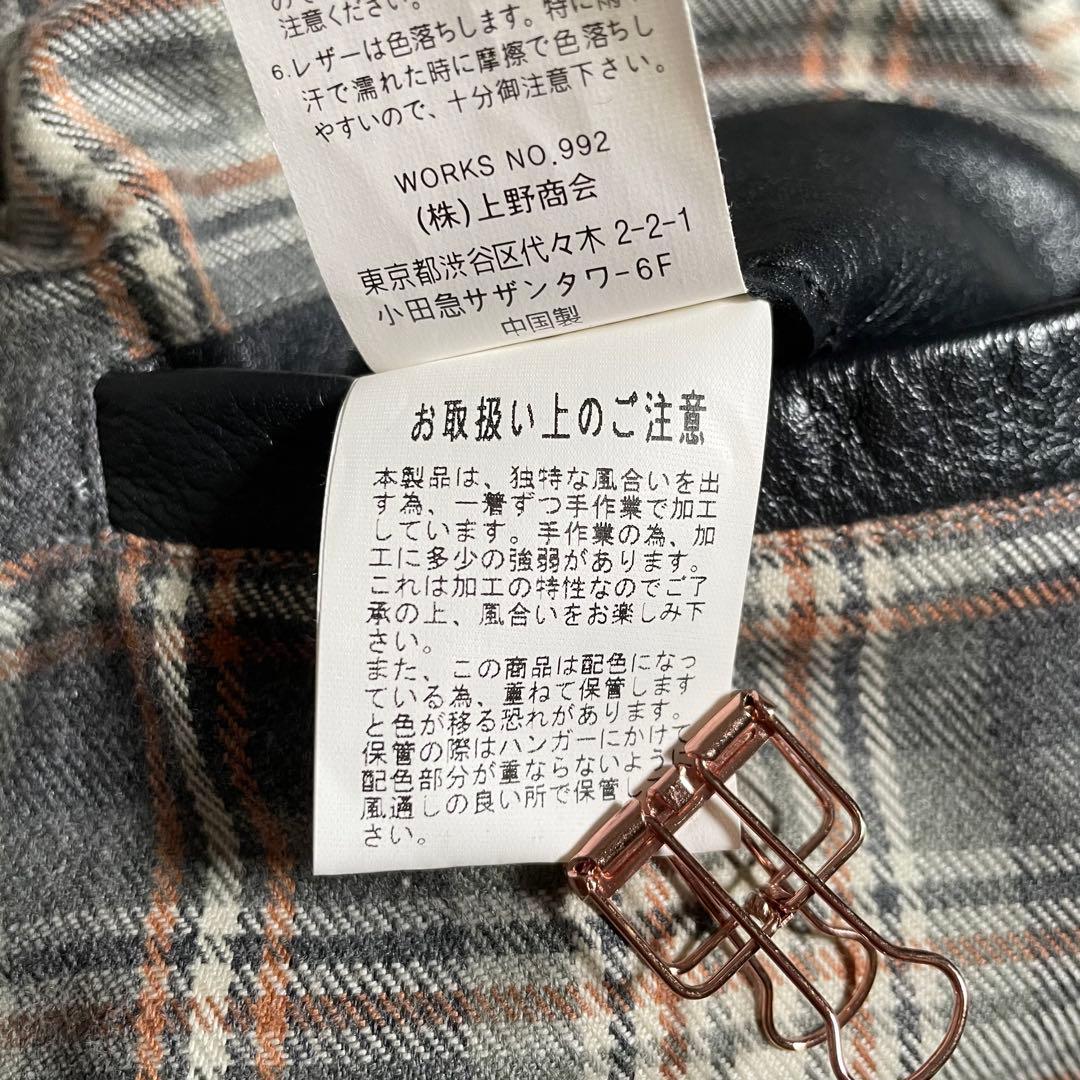 注意ください。
6.レザーは色落ちします。特に雨や
汗で濡れた時に摩擦で色落ちし
やすいので、十分御注意下さい。
WORKS NO.992
(株)上野商会
東京都渋谷区代々木 2-2-1
小田急サザンタワ-6F
中国製
お取扱い上のご注意
本製品は、独特な風合いを出
す為、一着ずつ手作業で加工
しています。手作業の為、加
工に多少の強弱があります。
これは加工の特性なのでご了
承の上、風合いをお楽しみ下
さい。
また、この商品は配色になっ
ている為、重ねて保管します
と色が移る恐れがあります。
保管の際はハンガーにかけて
配色部分が重ならないように
風通しの良い所で保管し
さい。